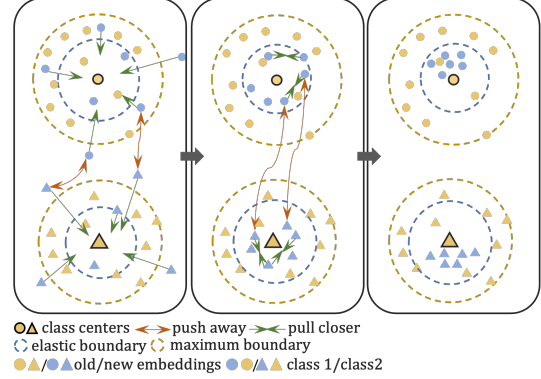 class centers push away pull closer
elastic boundary maximum boundary
/ old/new embeddings class 1/class2